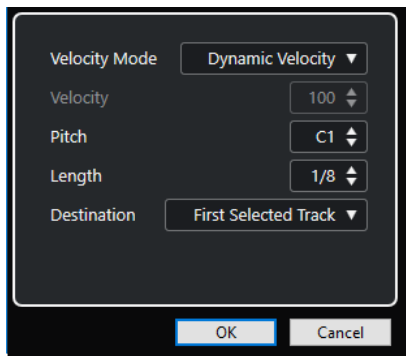 Velocity Mode Dynamic Velocity
Velocity 100
Pitch C1
Length 1/8
Destination First Selected Track
OK Cancel